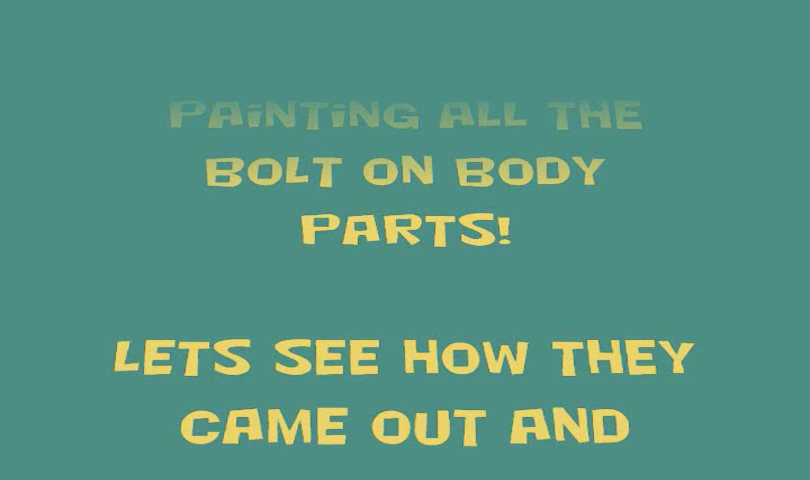 PAINTING ALL THE
BOLT ON BODY
PARTS!
LETS SEE HOW THEY
CAME OUT AND